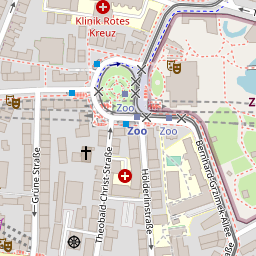 Klinik Rotes
Kreuz
Zoo
Z
Zoo
Zoo
Grüne Straße
Theobald-Christ-Straße
Hölderlinstraße
Bernhard-Grzimek-Allee